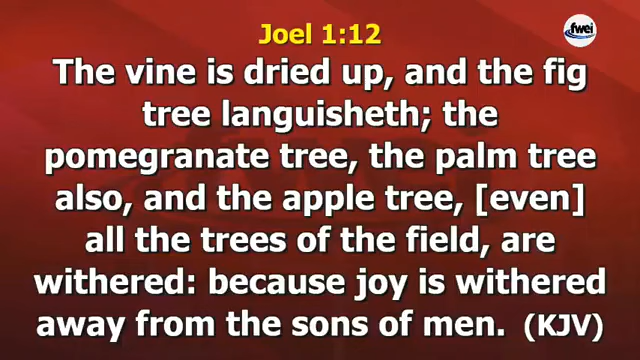 Joel 1:12
fwei
The vine is dried up, and the fig
tree languisheth; the
pomegranate tree, the palm tree
also, and the apple tree, [even]
all the trees of the field, are
withered: because joy is withered
away from the sons of men. (KJV)